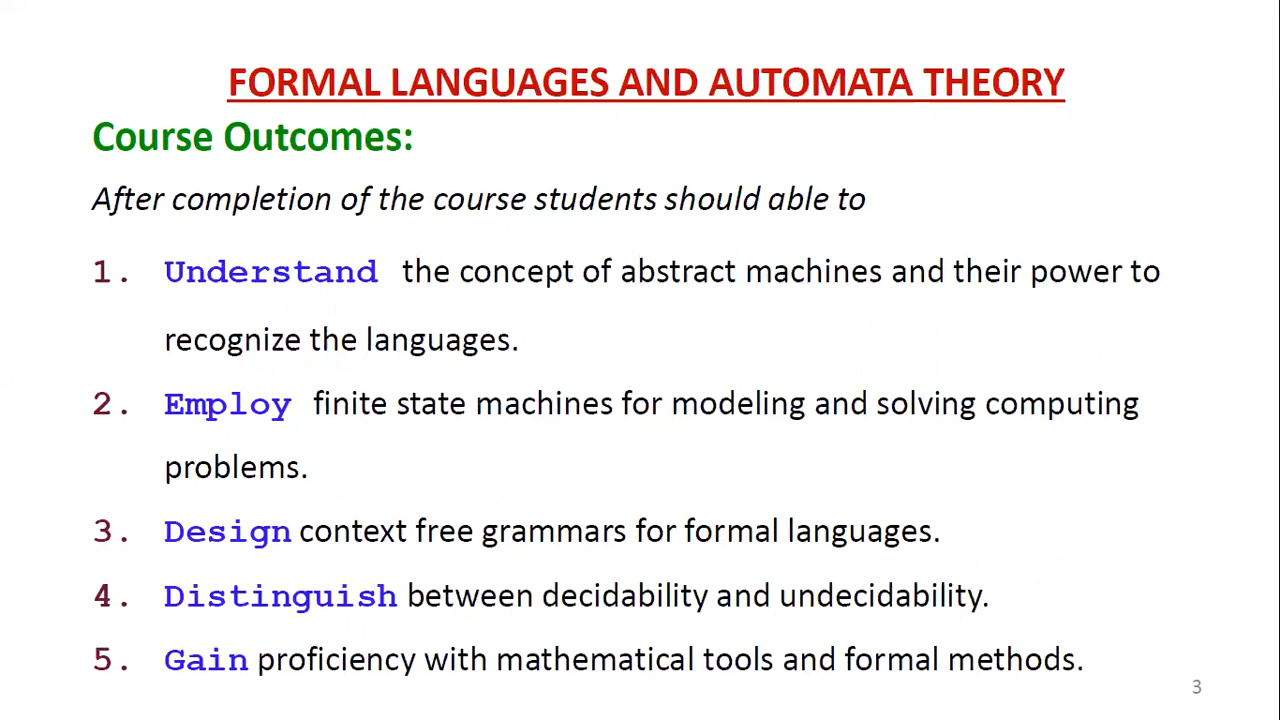 FORMAL LANGUAGES AND AUTOMATA THEORY
Course Outcomes:
After completion of the course students should able to
1. Understand the concept of abstract machines and their power to
recognize the languages.
2. Employ finite state machines for modeling and solving computing
problems.
3. Design context free grammars for formal languages.
4. Distinguish between decidability and undecidability.
5. Gain proficiency with mathematical tools and formal methods.
3